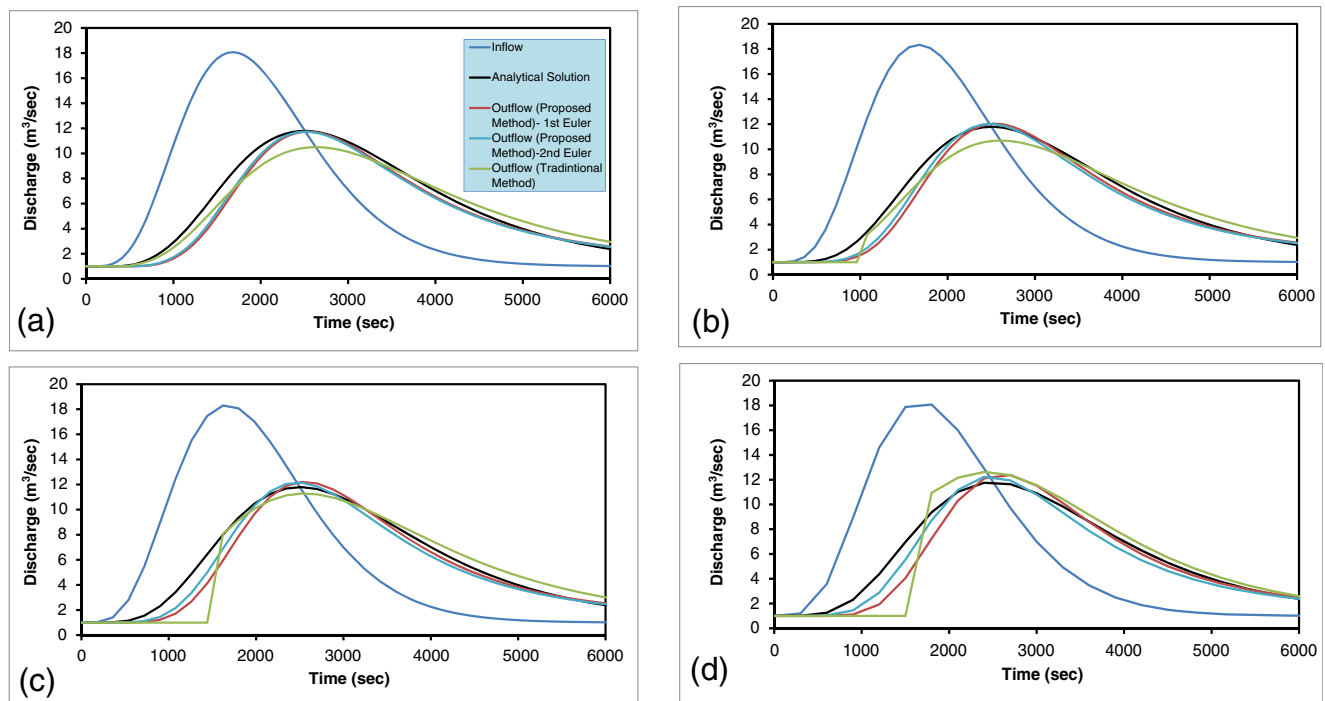 20
18
16
14
12
10
8
6
4
2
0
Discharge (m³/sec)
0 1000 2000 3000 4000 5000 6000
Time (sec)
(a)
Inflow
Analytical Solution
Outflow (Proposed
Method)- 1st Euler
Outflow (Proposed
Method)-2nd Euler
Outflow (Tradintional
Method)
20
18
16
14
12
10
8
6
4
2
0
Discharge (m³/sec)
0 1000 2000 3000 4000 5000 6000
Time (sec)
(b)
20
18
16
14
12
10
8
6
4
2
0
Discharge (m³/sec)
0 1000 2000 3000 4000 5000 6000
Time (sec)
(c)
20
18
16
14
12
10
8
6
4
2
0
Discharge (m³/sec)
0 1000 2000 3000 4000 5000 6000
Time (sec)
(d)